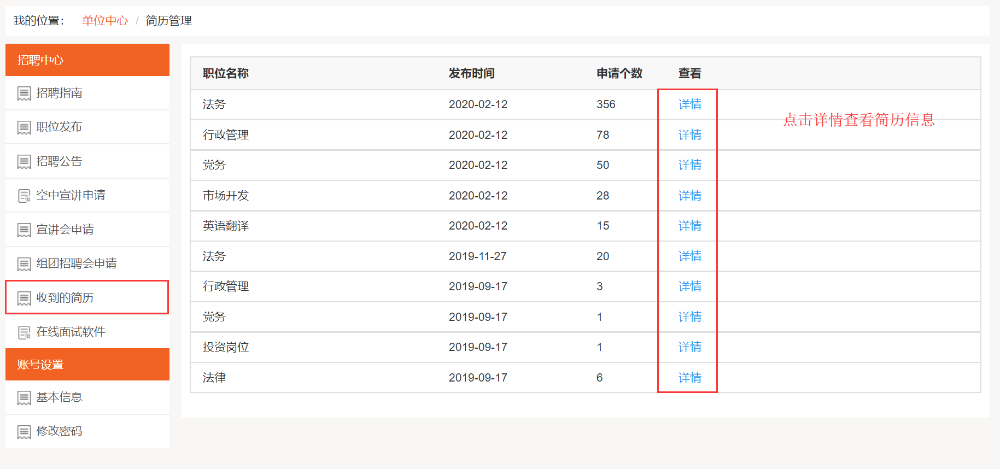 我的位置： 单位中心 / 简历管理
招聘中心
招聘指南
职位发布
招聘公告
空中宣讲申请
宣讲会申请
组团招聘会申请
收到的简历
在线面试软件
账号设置
基本信息
修改密码
职位名称 发布时间 申请个数 查看
法务 2020-02-12 356 详情
点击详情查看简历信息
行政管理 2020-02-12 78 详情
党务 2020-02-12 50 详情
市场开发 2020-02-12 28 详情
英语翻译 2020-02-12 15 详情
法务 2019-11-27 20 详情
行政管理 2019-09-17 3 详情
党务 2019-09-17 1 详情
投资岗位 2019-09-17 1 详情
法律 2019-09-17 6 详情